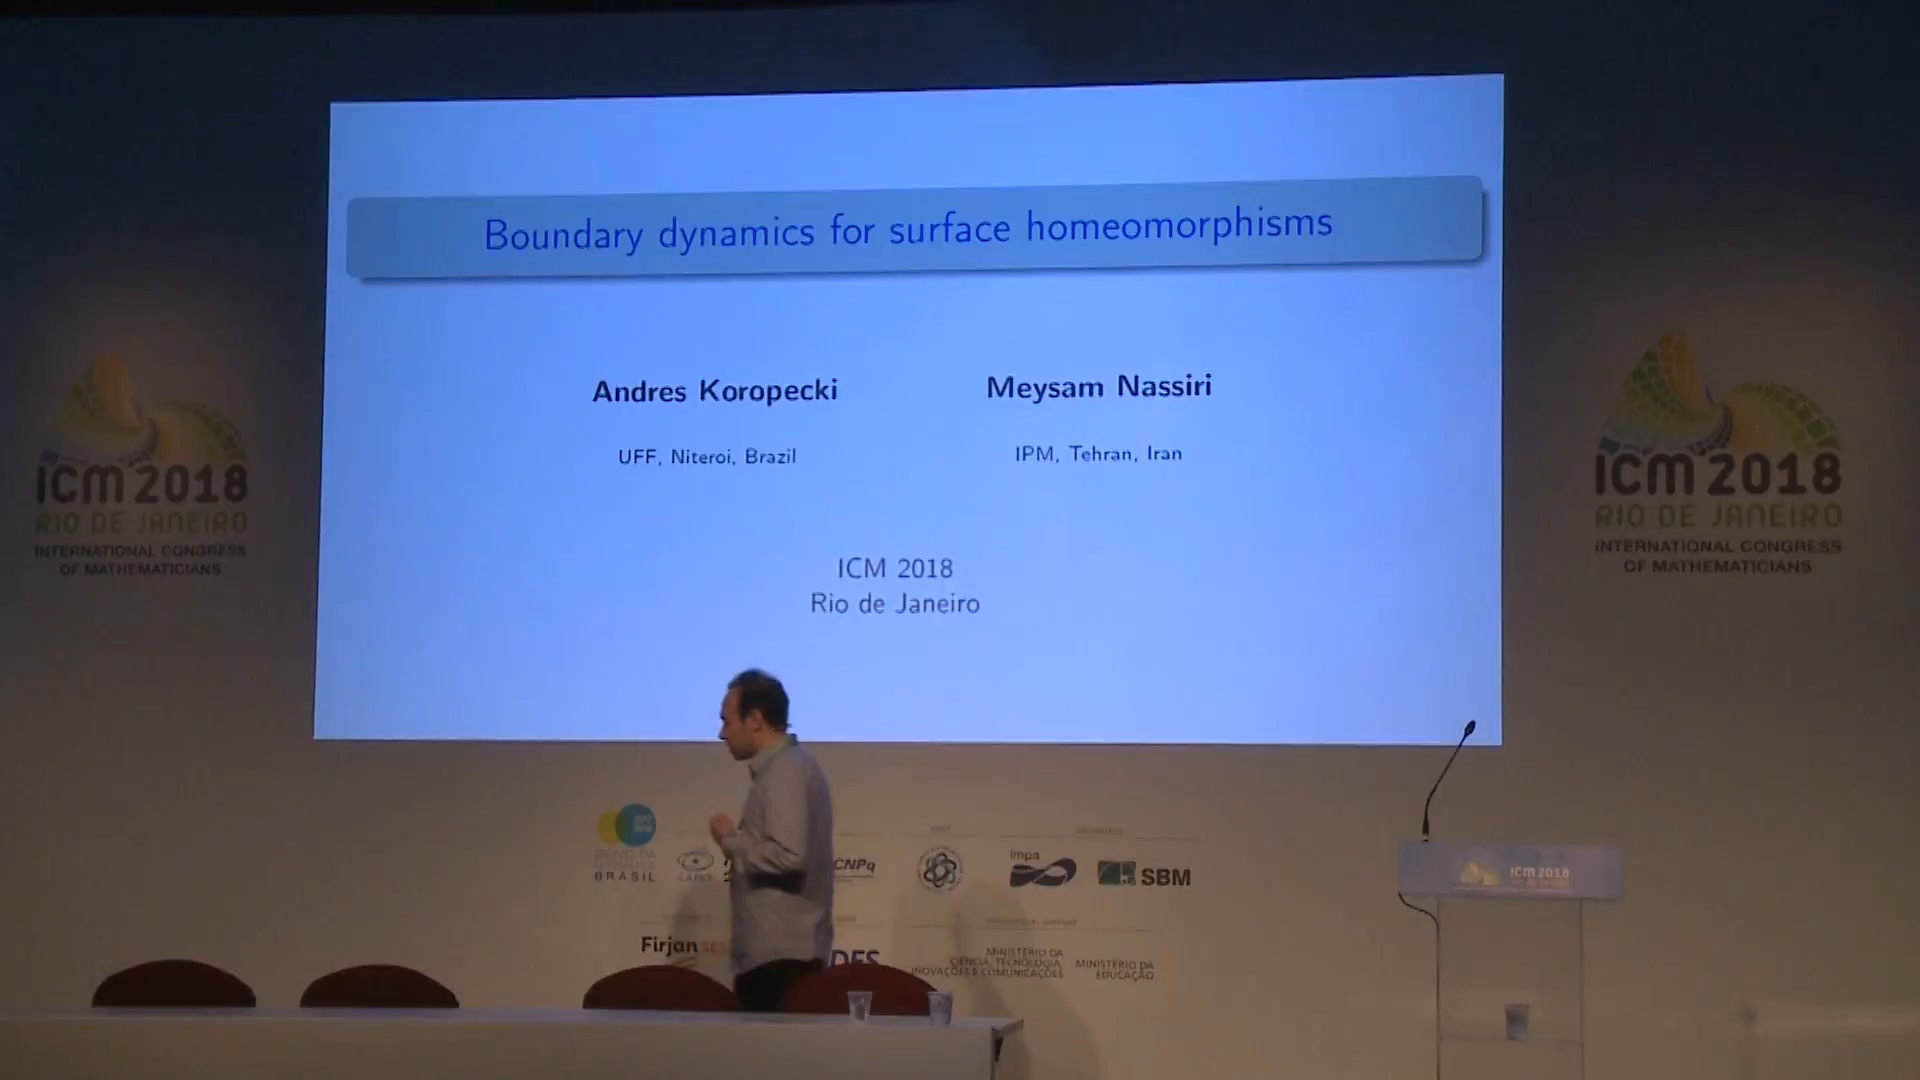 Boundary dynamics for surface homeomorphisms
Andres Koropecki
Meysam Nassiri
UFF, Niteroi, Brazil
IPM, Tehran, Iran
ICM 2018
Rio de Janeiro
ICM 2018
RIO DE JANEIRO
INTERNATIONAL CONGRESS
OF MATHEMATICIANS
ICM 2018
RIO DE JANEIRO
INTERNATIONAL CONGRESS
OF MATHEMATICIANS
BRASIL
CNPq
impa
SBM
Firjan
MINISTÉRIO DA
CIÊNCIA, TECNOLOGIA,
INOVAÇÕES E COMUNICAÇÕES
MINISTÉRIO DA
EDUCAÇÃO
ICM 2018